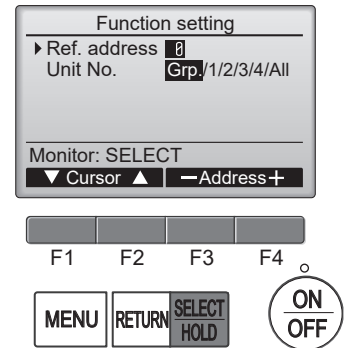 Function setting
Ref. address 0
Unit No. Grp./1/2/3/4/All
Monitor: SELECT
▼ Cursor ▲ −Address+
F1 F2 F3 F4
MENU RETURN SELECT HOLD ON OFF